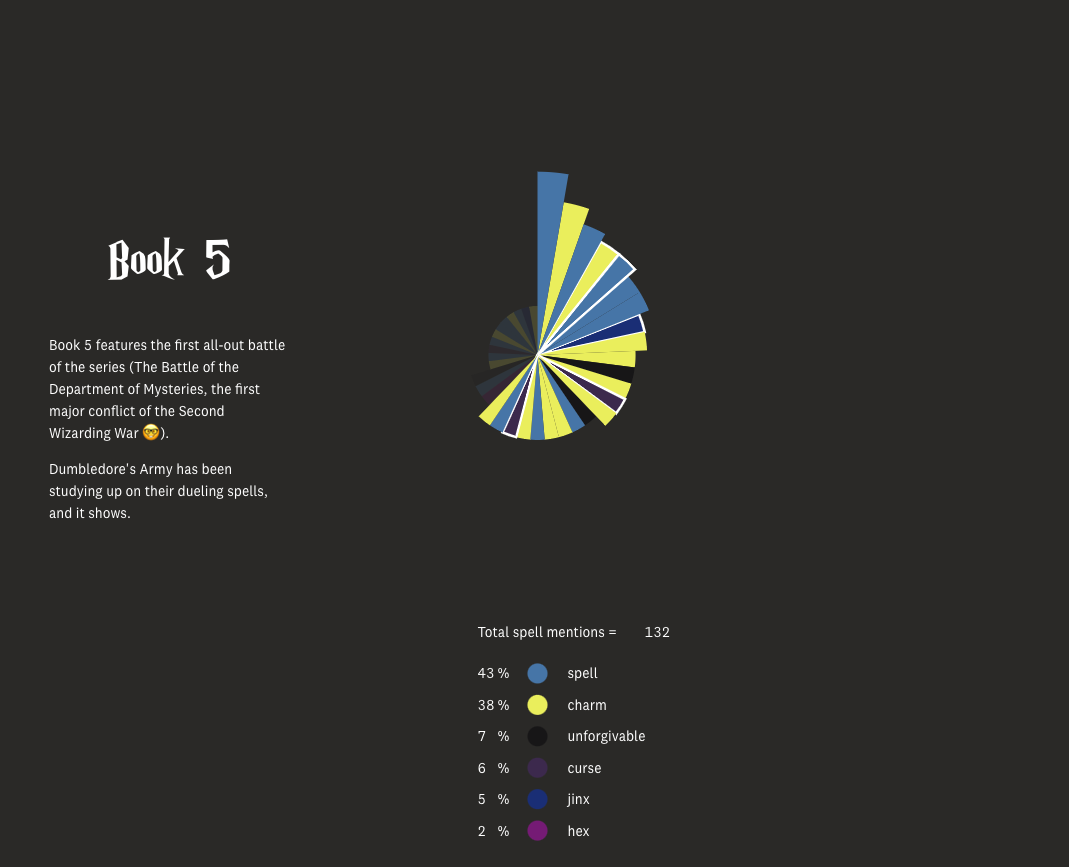 Book 5
Book 5 features the first all-out battle
of the series (The Battle of the
Department of Mysteries, the first
major conflict of the Second
Wizarding War 🤓).
Dumbledore's Army has been
studying up on their dueling spells,
and it shows.
Total spell mentions = 132
43 % spell
38 % charm
7 % unforgivable
6 % curse
5 % jinx
2 % hex